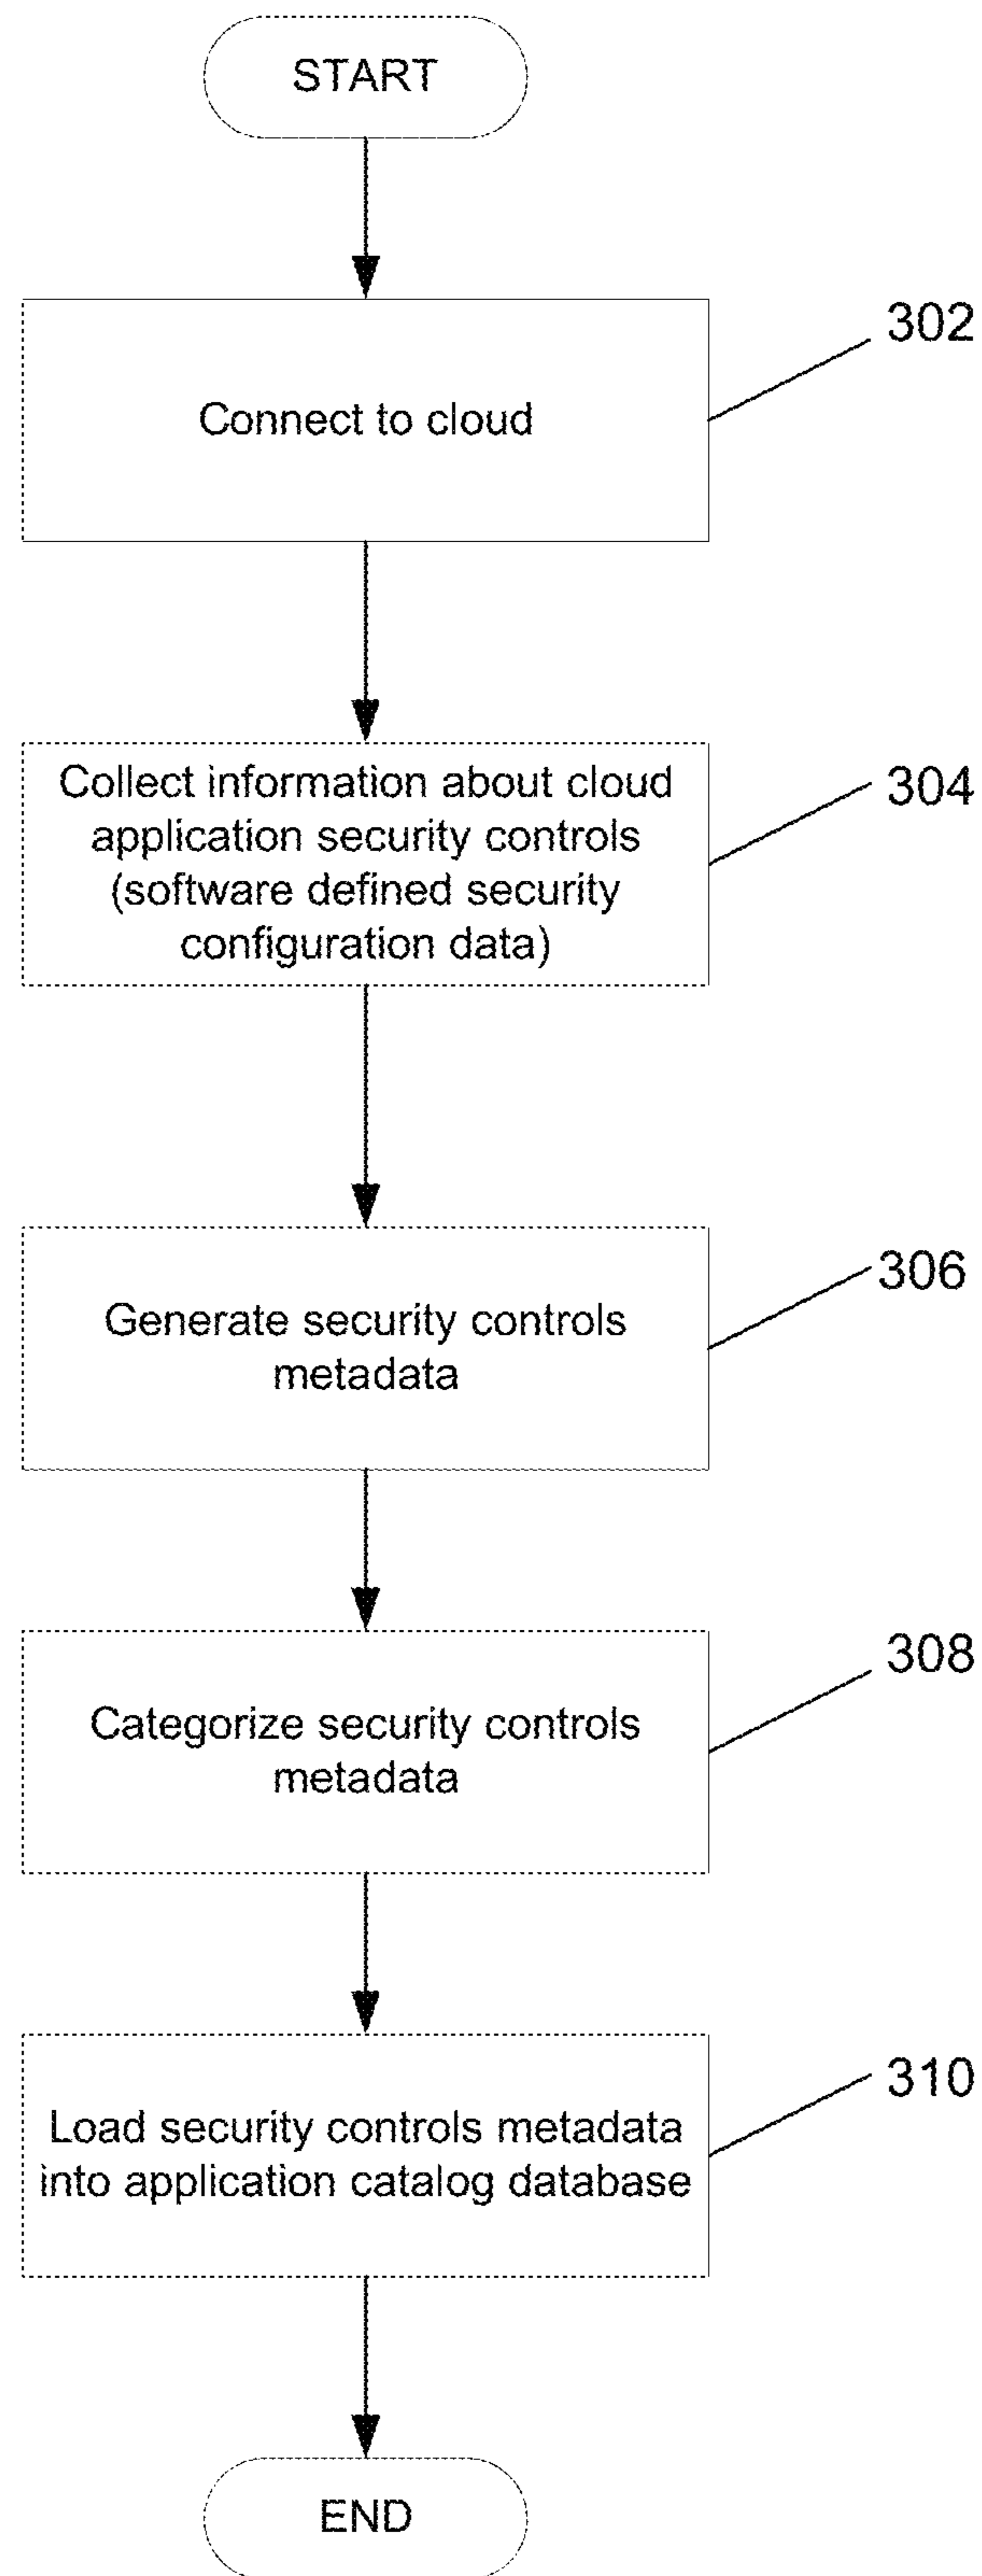 START
302
Connect to cloud
304
Collect information about cloud
application security controls
(software defined security
configuration data)
306
Generate security controls
metadata
308
Categorize security controls
metadata
310
Load security controls metadata
into application catalog database
END